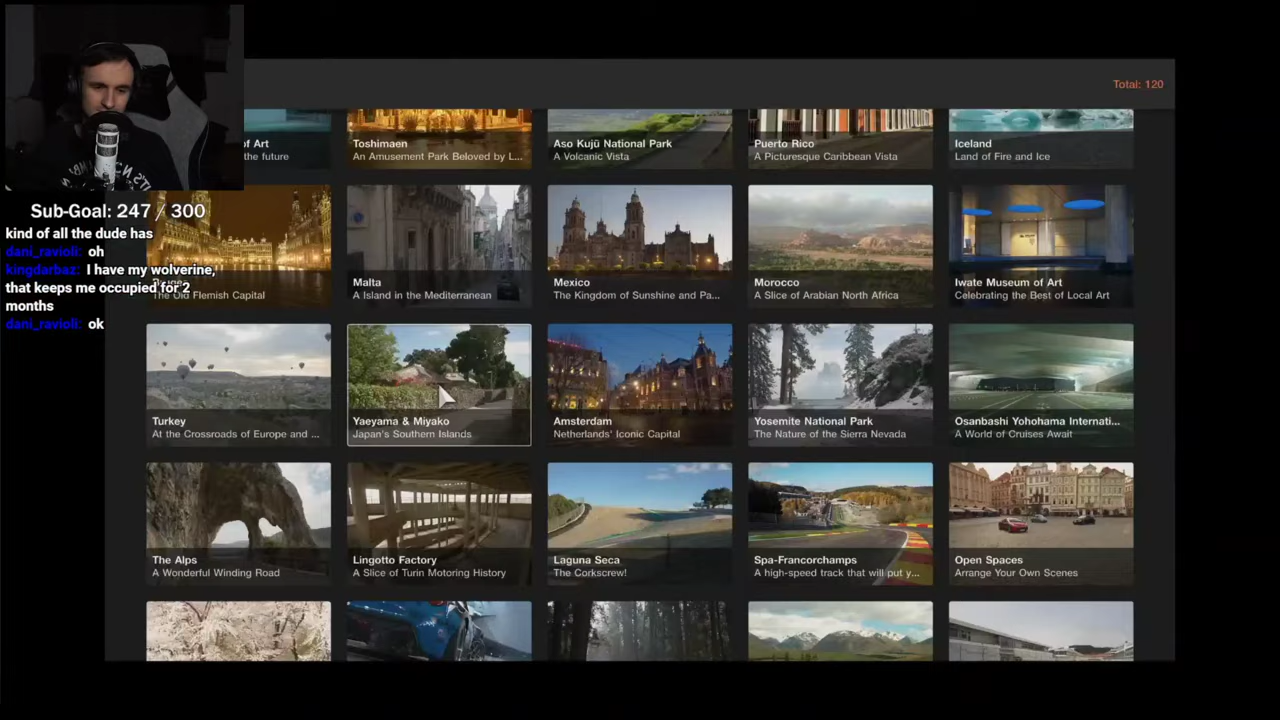 Total: 120
of Art
the future
Toshimaen
An Amusement Park Beloved by L...
Aso Kujū National Park
A Volcanic Vista
Puerto Rico
A Picturesque Caribbean Vista
Iceland
Land of Fire and Ice
Sub-Goal: 247 / 300
kind of all the dude has
dani_ravioli: oh
kingdarbaz: I have my wolverine,
that keeps me occupied for 2
months
dani_ravioli: ok
The Old Flemish Capital
Malta
A Island in the Mediterranean
Mexico
The Kingdom of Sunshine and Pa...
Morocco
A Slice of Arabian North Africa
Iwate Museum of Art
Celebrating the Best of Local Art
Turkey
At the Crossroads of Europe and ...
Yaeyama & Miyako
Japan's Southern Islands
Amsterdam
Netherlands' Iconic Capital
Yosemite National Park
The Nature of the Sierra Nevada
Osanbashi Yohohama Internati...
A World of Cruises Await
The Alps
A Wonderful Winding Road
Lingotto Factory
A Slice of Turin Motoring History
Laguna Seca
The Corkscrew!
Spa-Francorchamps
A high-speed track that will put y...
Open Spaces
Arrange Your Own Scenes